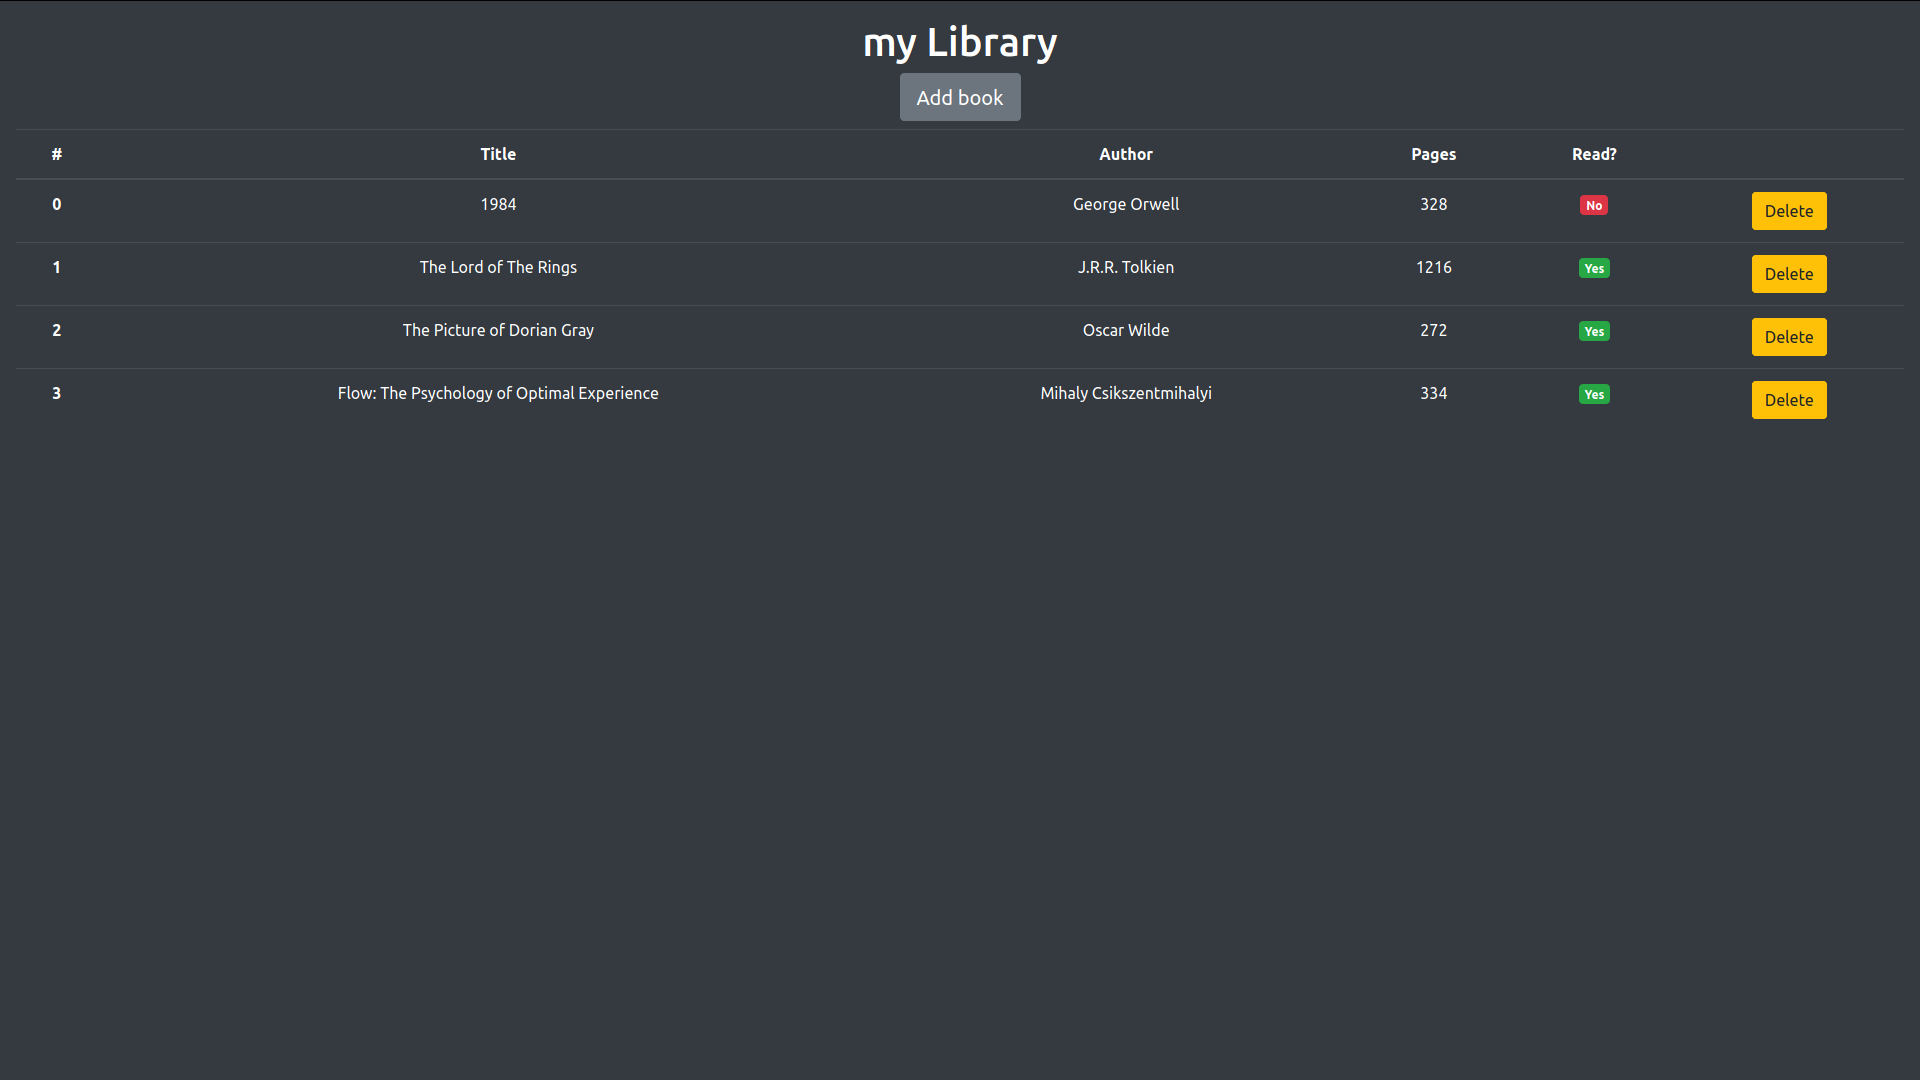 my Library
Add book
# Title Author Pages Read?
0 1984 George Orwell 328 No Delete
1 The Lord of The Rings J.R.R. Tolkien 1216 Yes Delete
2 The Picture of Dorian Gray Oscar Wilde 272 Yes Delete
3 Flow: The Psychology of Optimal Experience Mihaly Csikszentmihalyi 334 Yes Delete